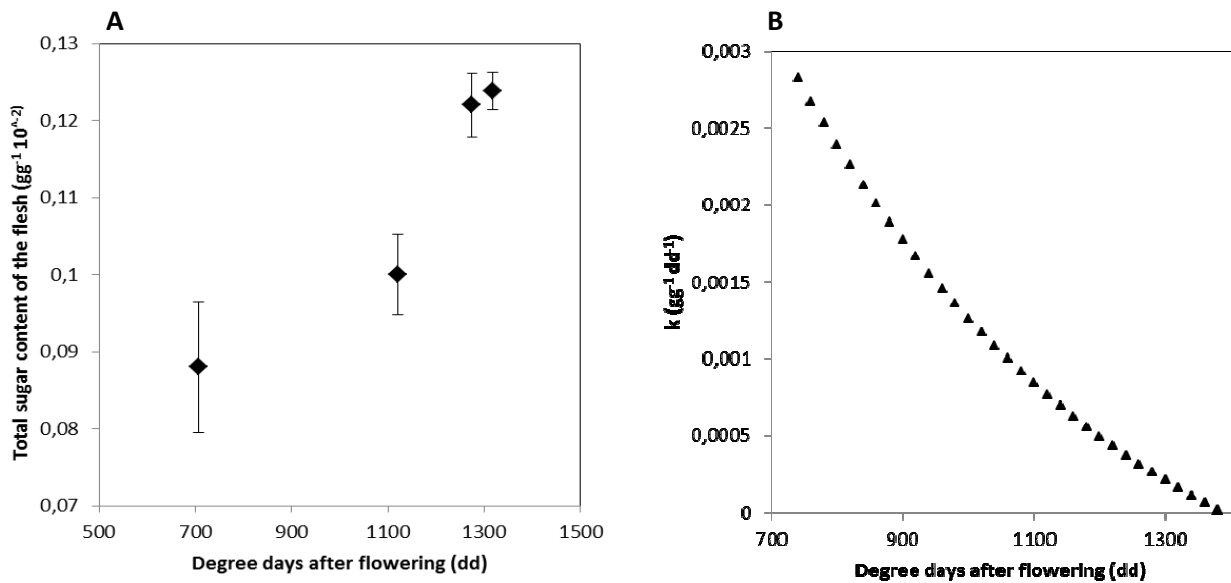 A
Total sugar content of the flesh (gg⁻¹ 10^⁻²)
0,13
0,12
0,11
0,1
0,09
0,08
0,07
500 700 900 1100 1300 1500
Degree days after flowering (dd)
B
k (gg⁻¹ dd⁻¹)
0,003
0,0025
0,002
0,0015
0,001
0,0005
0
700 900 1100 1300
Degree days after flowering (dd)